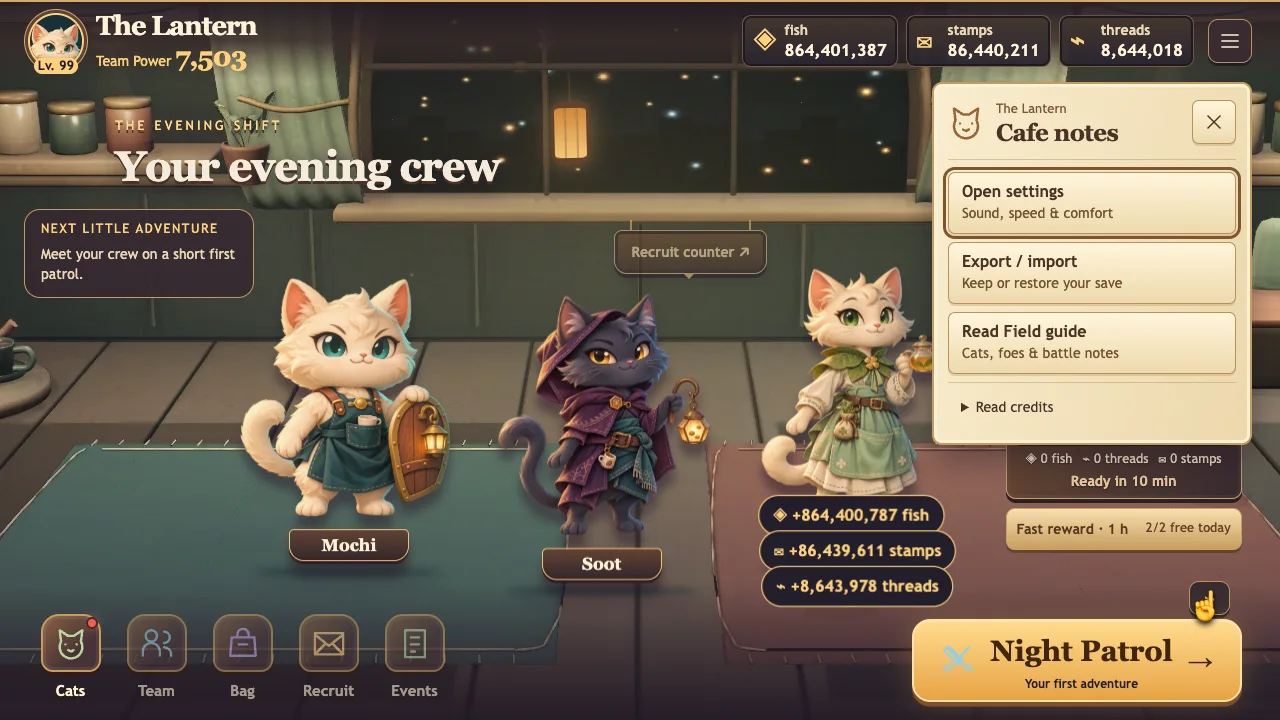 The Lantern
Lv. 99
Team Power 7,503
fish
864,401,387
stamps
86,440,211
threads
8,644,018
THE EVENING SHIFT
Your evening crew
NEXT LITTLE ADVENTURE
Meet your crew on a short first
patrol.
Recruit counter ↗
The Lantern
Cafe notes
Open settings
Sound, speed & comfort
Export / import
Keep or restore your save
Read Field guide
Cats, foes & battle notes
Read credits
0 fish 0 threads 0 stamps
Ready in 10 min
Fast reward · 1 h 2/2 free today
Mochi
Soot
+864,400,787 fish
+86,439,611 stamps
+8,643,978 threads
Cats
Team
Bag
Recruit
Events
Night Patrol →
Your first adventure